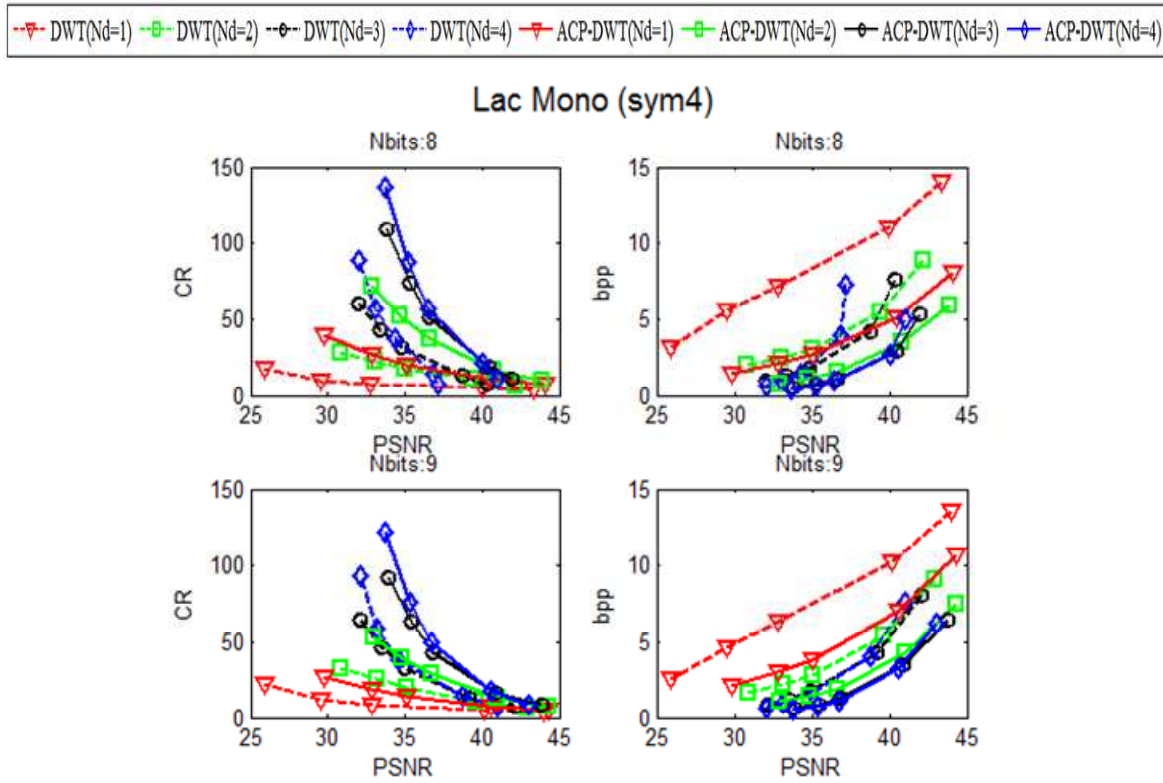 DWT(Nd=1) DWT(Nd=2) DWT(Nd=3) DWT(Nd=4) ACP-DWT(Nd=1) ACP-DWT(Nd=2) ACP-DWT(Nd=3) ACP-DWT(Nd=4)
Lac Mono (sym4)
Nbits:8
150
100
50
0
CR
25 30 35 40 45
PSNR
Nbits:8
15
10
5
0
bpp
25 30 35 40 45
PSNR
Nbits:9
150
100
50
0
CR
25 30 35 40 45
PSNR
Nbits:9
15
10
5
0
bpp
25 30 35 40 45
PSNR